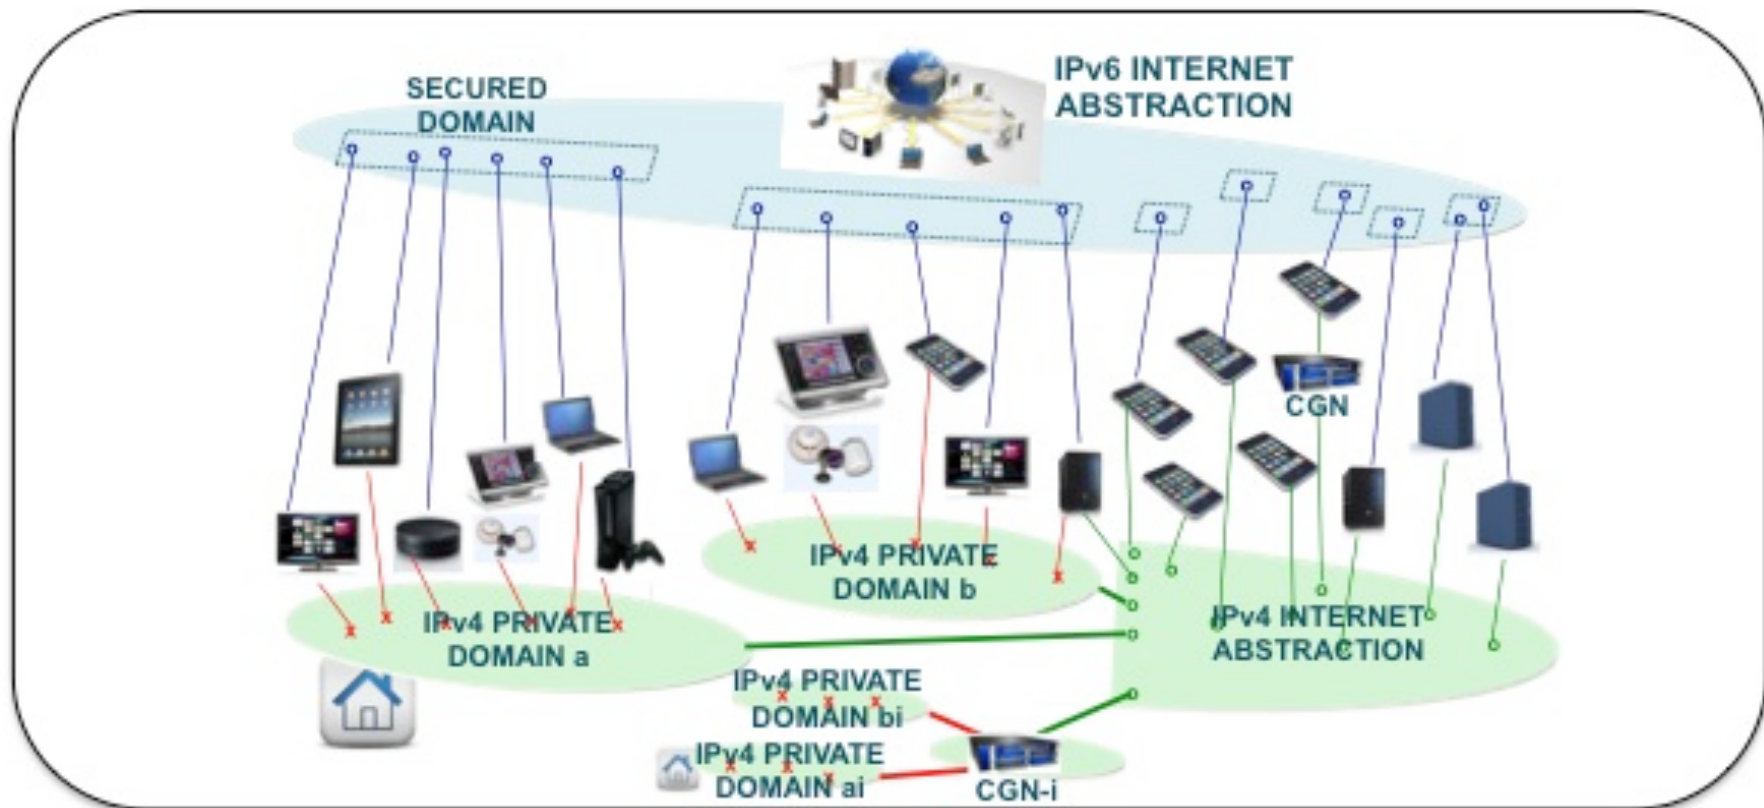 SECURED
DOMAIN
IPv6 INTERNET
ABSTRACTION
CGN
IPv4 PRIVATE
DOMAIN b
IPv4 PRIVATE
DOMAIN a
IPv4 INTERNET
ABSTRACTION
IPv4 PRIVATE
DOMAIN bi
IPv4 PRIVATE
DOMAIN ai
CGN-i